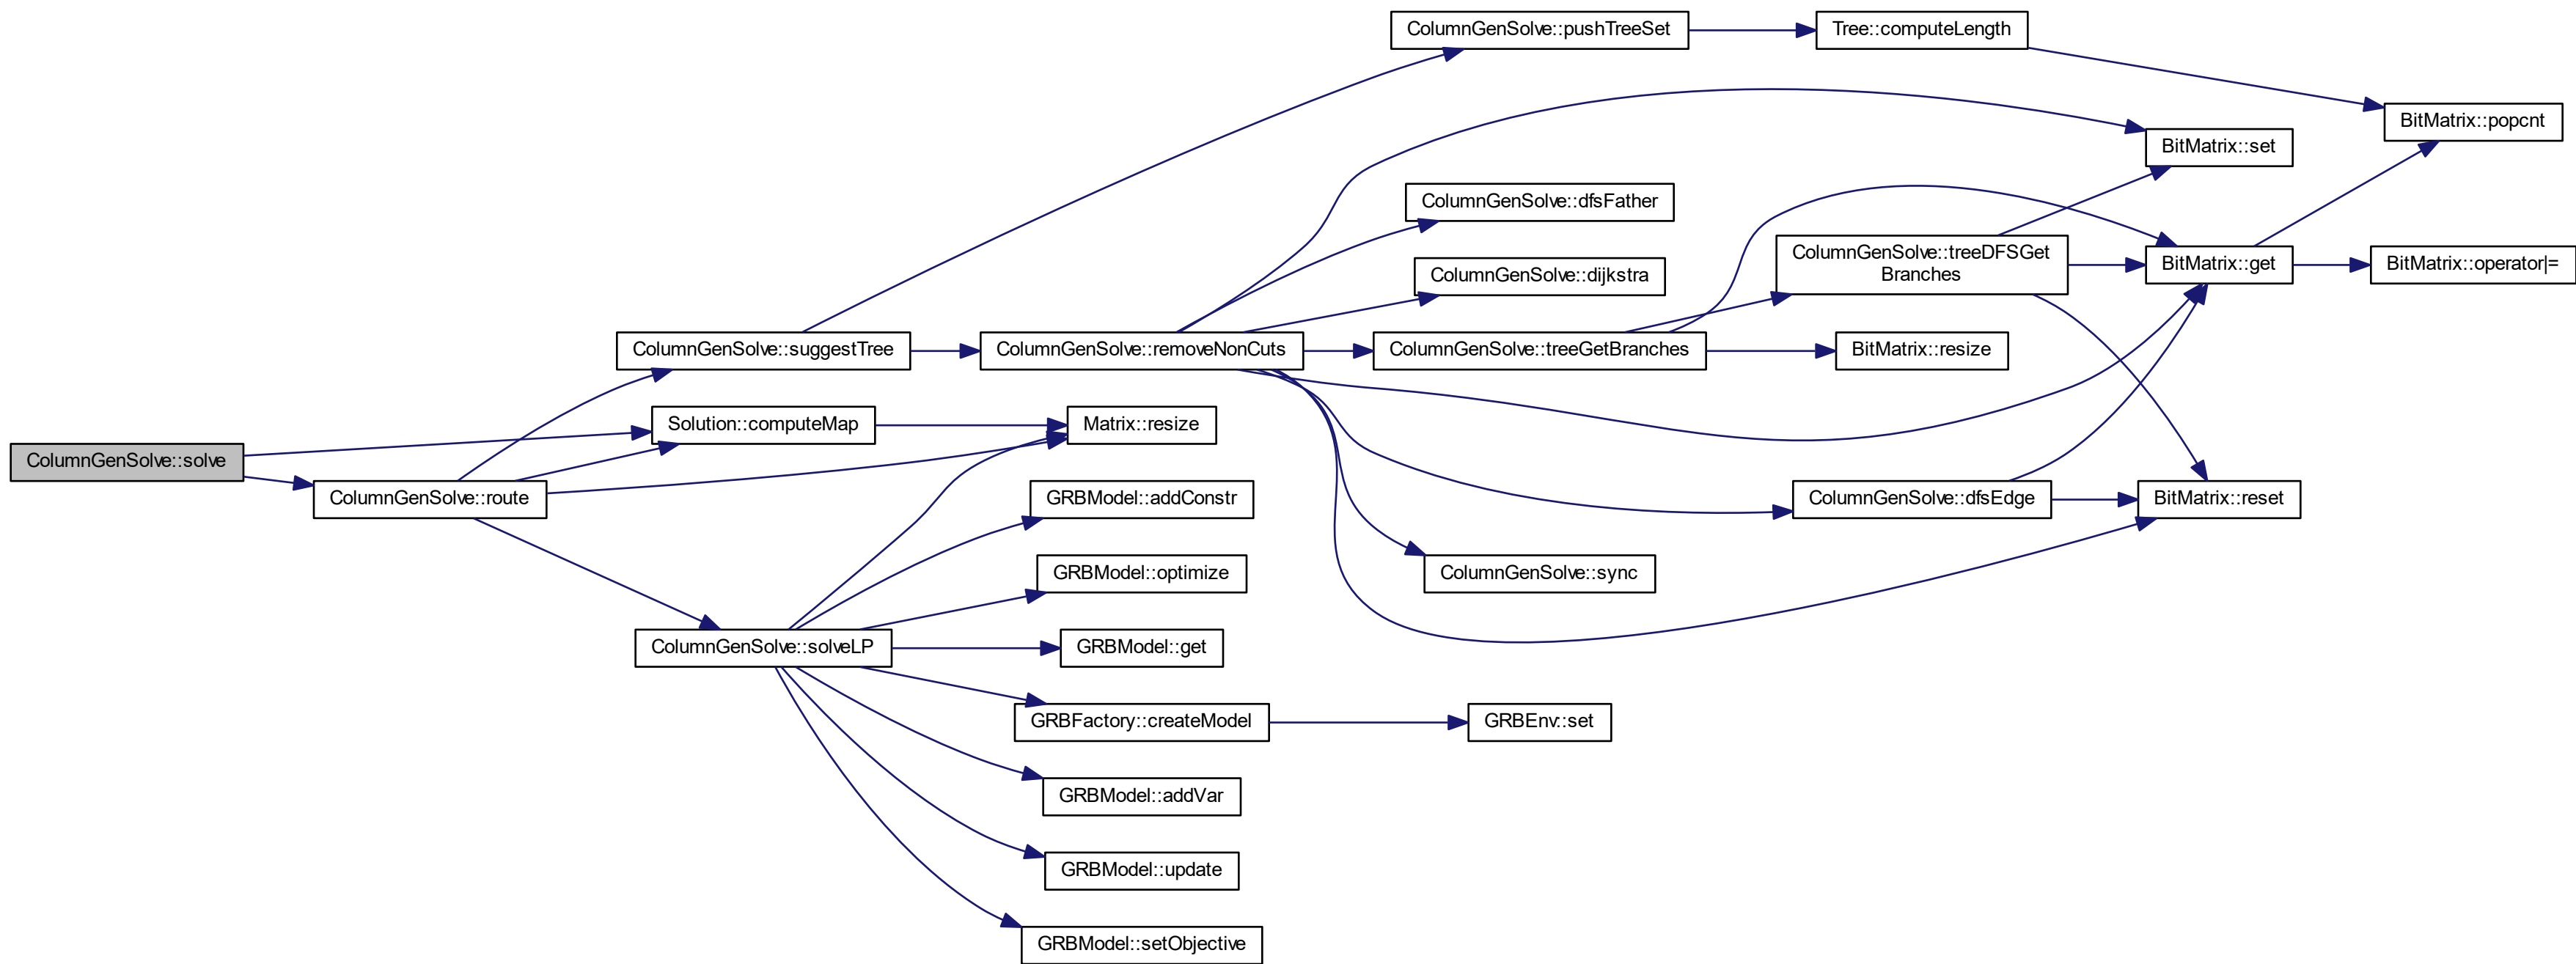 ColumnGenSolve::pushTreeSet
Tree::computeLength
BitMatrix::popcnt
BitMatrix::set
ColumnGenSolve::dfsFather
ColumnGenSolve::treeDFSGet
Branches
BitMatrix::get
BitMatrix::operator|=
ColumnGenSolve::dijkstra
ColumnGenSolve::suggestTree
ColumnGenSolve::removeNonCuts
ColumnGenSolve::treeGetBranches
BitMatrix::resize
Solution::computeMap
Matrix::resize
ColumnGenSolve::solve
ColumnGenSolve::route
GRBModel::addConstr
ColumnGenSolve::dfsEdge
BitMatrix::reset
GRBModel::optimize
ColumnGenSolve::sync
ColumnGenSolve::solveLP
GRBModel::get
GRBFactory::createModel
GRBEnv::set
GRBModel::addVar
GRBModel::update
GRBModel::setObjective